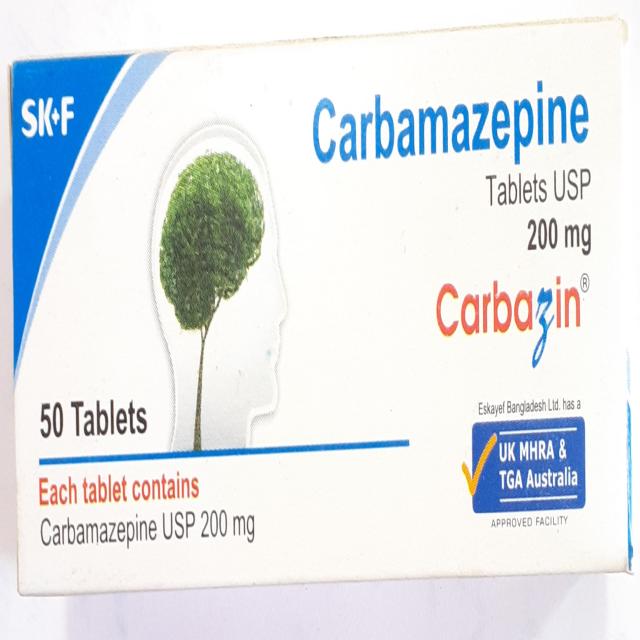 SK+F
Carbamazepine
Tablets USP
200 mg
Carbazin®
50 Tablets
Each tablet contains
Carbamazepine USP 200 mg
Eskayef Bangladesh Ltd. has a
UK MHRA &
TGA Australia
APPROVED FACILITY